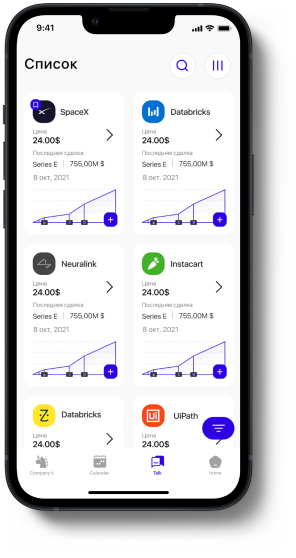 9:41
Список
SpaceX
Цена
24.00$
Последняя сделка
Series E 755,00M $
8 окт, 2021
Databricks
Цена
24.00$
Последняя сделка
Series E 755,00M $
8 окт, 2021
Neuralink
Цена
24.00$
Последняя сделка
Series E 755,00M $
8 окт, 2021
Instacart
Цена
24.00$
Последняя сделка
Series E 755,00M $
8 окт, 2021
Databricks
Цена
24.00$
UiPath
Цена
24.00$
Company's
Calendar
Talk
Home